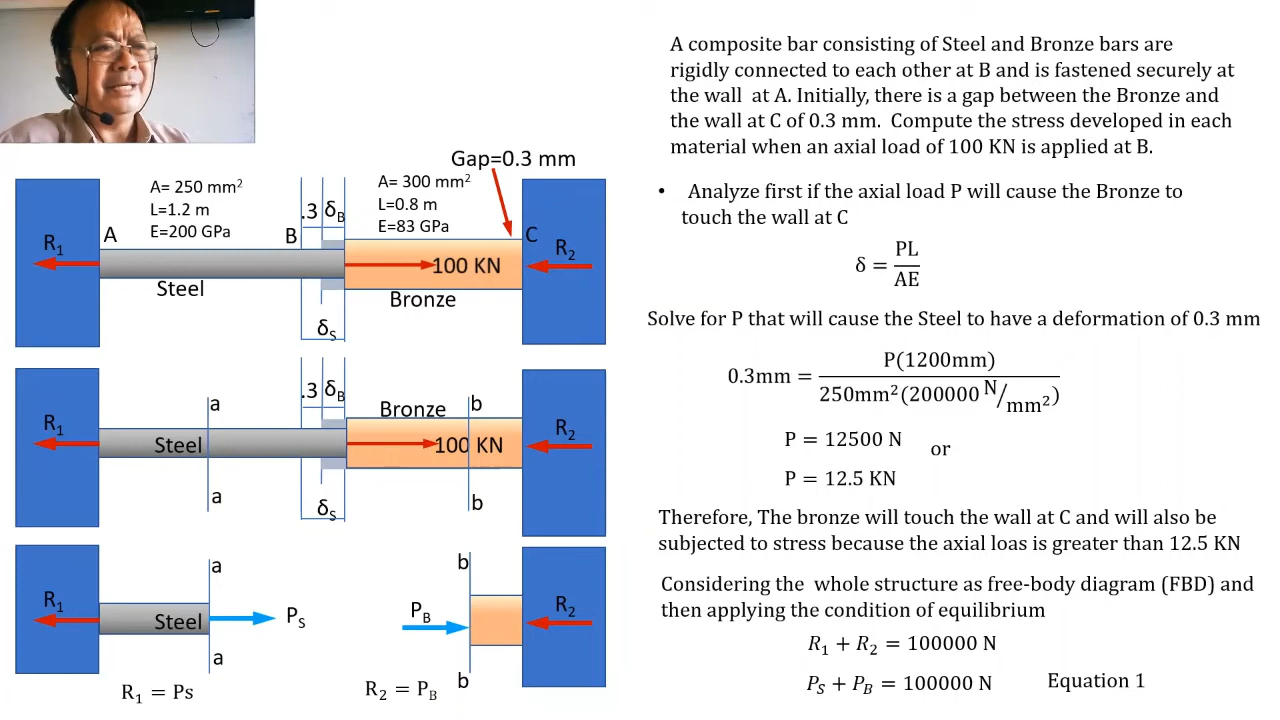 A composite bar consisting of Steel and Bronze bars are
rigidly connected to each other at B and is fastened securely at
the wall at A. Initially, there is a gap between the Bronze and
the wall at C of 0.3 mm. Compute the stress developed in each
material when an axial load of 100 KN is applied at B.
• Analyze first if the axial load P will cause the Bronze to
touch the wall at C
δ = PL/AE
Solve for P that will cause the Steel to have a deformation of 0.3 mm
0.3mm = P(1200mm) / 250mm²(200000 N/mm²)
P = 12500 N or
P = 12.5 KN
Therefore, The bronze will touch the wall at C and will also be
subjected to stress because the axial loas is greater than 12.5 KN
Considering the whole structure as free-body diagram (FBD) and
then applying the condition of equilibrium
R₁ + R₂ = 100000 N
P_S + P_B = 100000 N Equation 1
Gap=0.3 mm
A= 250 mm²
L=1.2 m
E=200 GPa
A= 300 mm²
L=0.8 m
E=83 GPa
.3 δ_B
R₁ A B C R₂
100 KN
Steel
Bronze
δ_S
.3 δ_B
a Bronze b
R₁ Steel 100 KN R₂
a b
δ_S
a b
R₁ Steel P_S P_B R₂
a b
R₁ = Ps R₂ = P_B